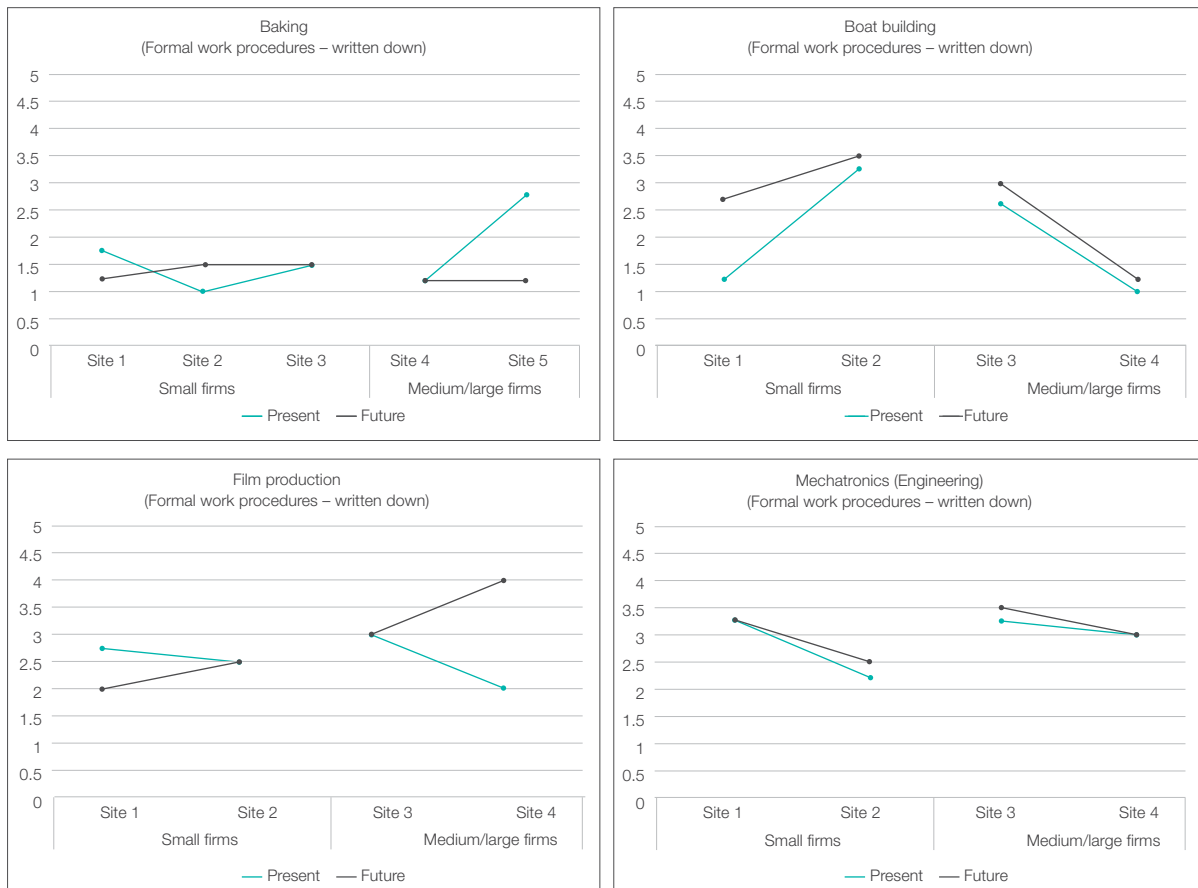 Baking
(Formal work procedures – written down)
5
4.5
4
3.5
3
2.5
2
1.5
1
0.5
0
Site 1 Site 2 Site 3 Site 4 Site 5
Small firms Medium/large firms
Present Future
Boat building
(Formal work procedures – written down)
5
4.5
4
3.5
3
2.5
2
1.5
1
0.5
0
Site 1 Site 2 Site 3 Site 4
Small firms Medium/large firms
Present Future
Film production
(Formal work procedures – written down)
5
4.5
4
3.5
3
2.5
2
1.5
1
0.5
0
Site 1 Site 2 Site 3 Site 4
Small firms Medium/large firms
Present Future
Mechatronics (Engineering)
(Formal work procedures – written down)
5
4.5
4
3.5
3
2.5
2
1.5
1
0.5
0
Site 1 Site 2 Site 3 Site 4
Small firms Medium/large firms
Present Future